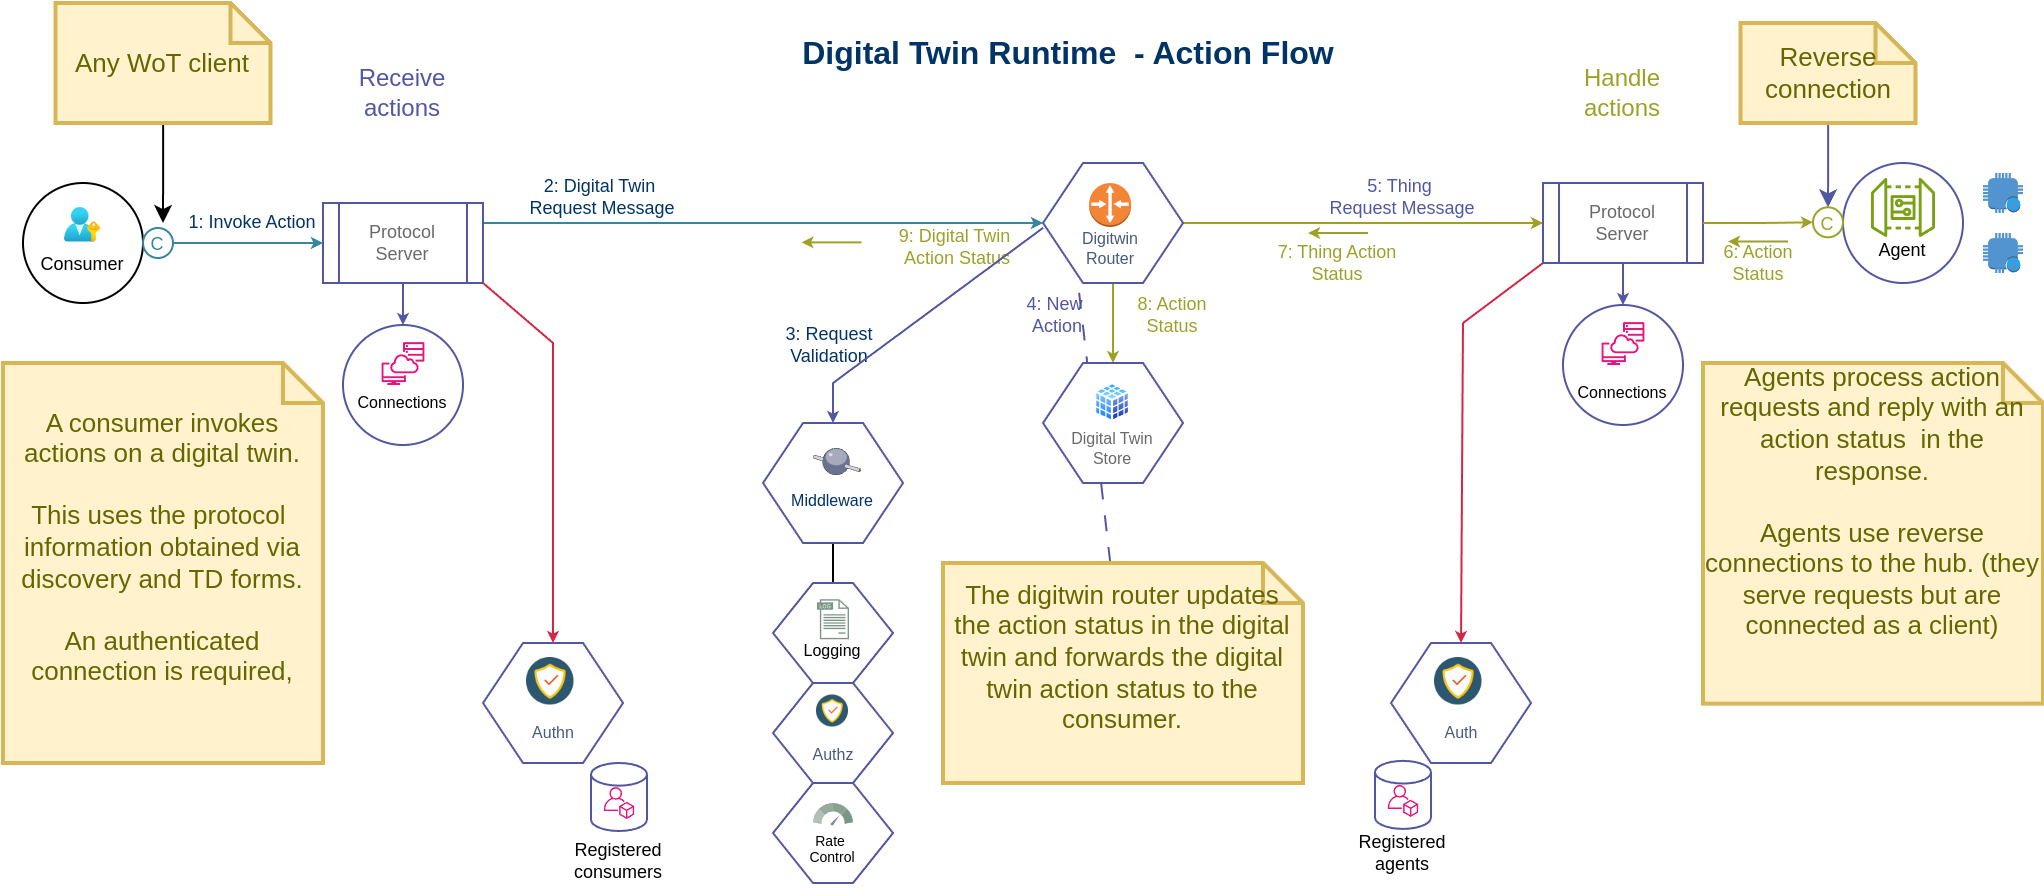 Any WoT client
Receive
actions
Digital Twin Runtime  - Action Flow
Handle
actions
Reverse
connection
Consumer
C
1: Invoke Action
Protocol
Server
2: Digital Twin
Request Message
9: Digital Twin
Action Status
Digitwin
Router
5: Thing
Request Message
7: Thing Action
Status
Protocol
Server
6: Action
Status
C
Agent
Connections
3: Request
Validation
4: New
Action
8: Action
Status
Connections
A consumer invokes
actions on a digital twin.
This uses the protocol
information obtained via
discovery and TD forms.
An authenticated
connection is required,
Middleware
Digital Twin
Store
Agents process action
requests and reply with an
action status  in the
response.
Agents use reverse
connections to the hub. (they
serve requests but are
connected as a client)
LOG
Logging
The digitwin router updates
the action status in the digital
twin and forwards the digital
twin action status to the
consumer.
Authn
Authz
Auth
Rate
Control
Registered
consumers
Registered
agents